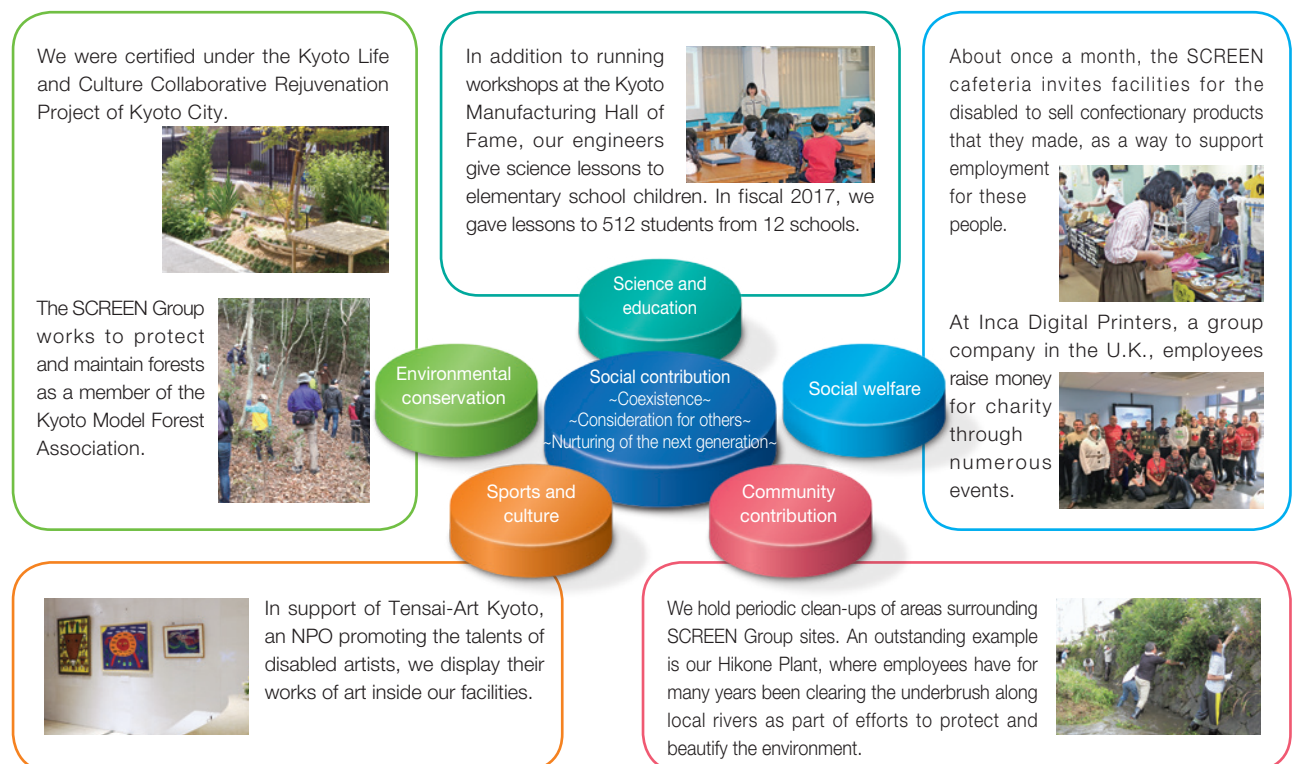 We were certified under the Kyoto Life
and Culture Collaborative Rejuvenation
Project of Kyoto City.
The SCREEN Group
works to protect
and maintain forests
as a member of the
Kyoto Model Forest
Association.
In addition to running
workshops at the Kyoto
Manufacturing Hall of
Fame, our engineers
give science lessons to
elementary school children. In fiscal 2017, we
gave lessons to 512 students from 12 schools.
About once a month, the SCREEN
cafeteria invites facilities for the
disabled to sell confectionary products
that they made, as a way to support
employment
for these
people.
At Inca Digital Printers, a group
company in the U.K., employees
raise money
for charity
through
numerous
events.
Science and
education
Environmental
conservation
Social contribution
~Coexistence~
~Consideration for others~
~Nurturing of the next generation~
Social welfare
Sports and
culture
Community
contribution
In support of Tensai-Art Kyoto,
an NPO promoting the talents of
disabled artists, we display their
works of art inside our facilities.
We hold periodic clean-ups of areas surrounding
SCREEN Group sites. An outstanding example
is our Hikone Plant, where employees have for
many years been clearing the underbrush along
local rivers as part of efforts to protect and
beautify the environment.